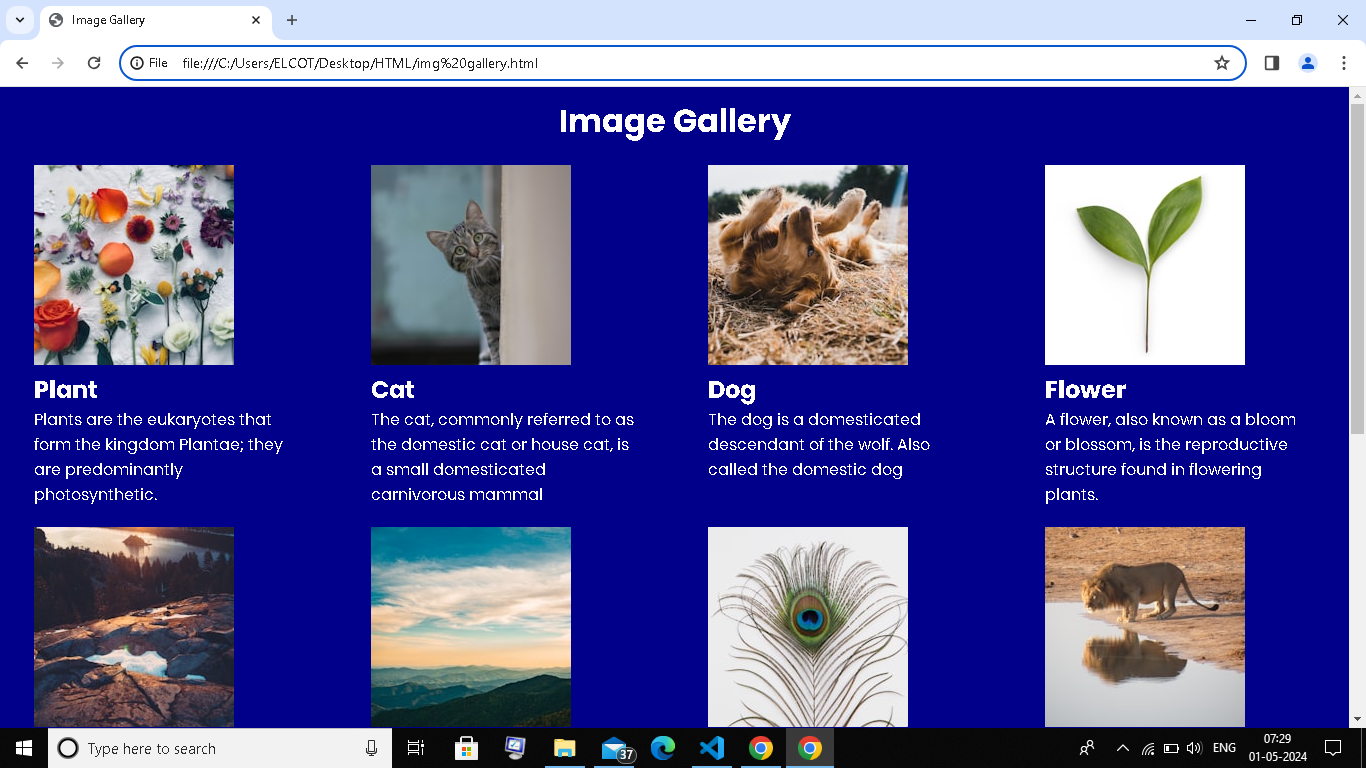 Image Gallery
File file:///C:/Users/ELCOT/Desktop/HTML/img%20gallery.html
Image Gallery
Plant
Plants are the eukaryotes that
form the kingdom Plantae; they
are predominantly
photosynthetic.
Cat
The cat, commonly referred to as
the domestic cat or house cat, is
a small domesticated
carnivorous mammal
Dog
The dog is a domesticated
descendant of the wolf. Also
called the domestic dog
Flower
A flower, also known as a bloom
or blossom, is the reproductive
structure found in flowering
plants.
Type here to search
37
ENG
07:29
01-05-2024